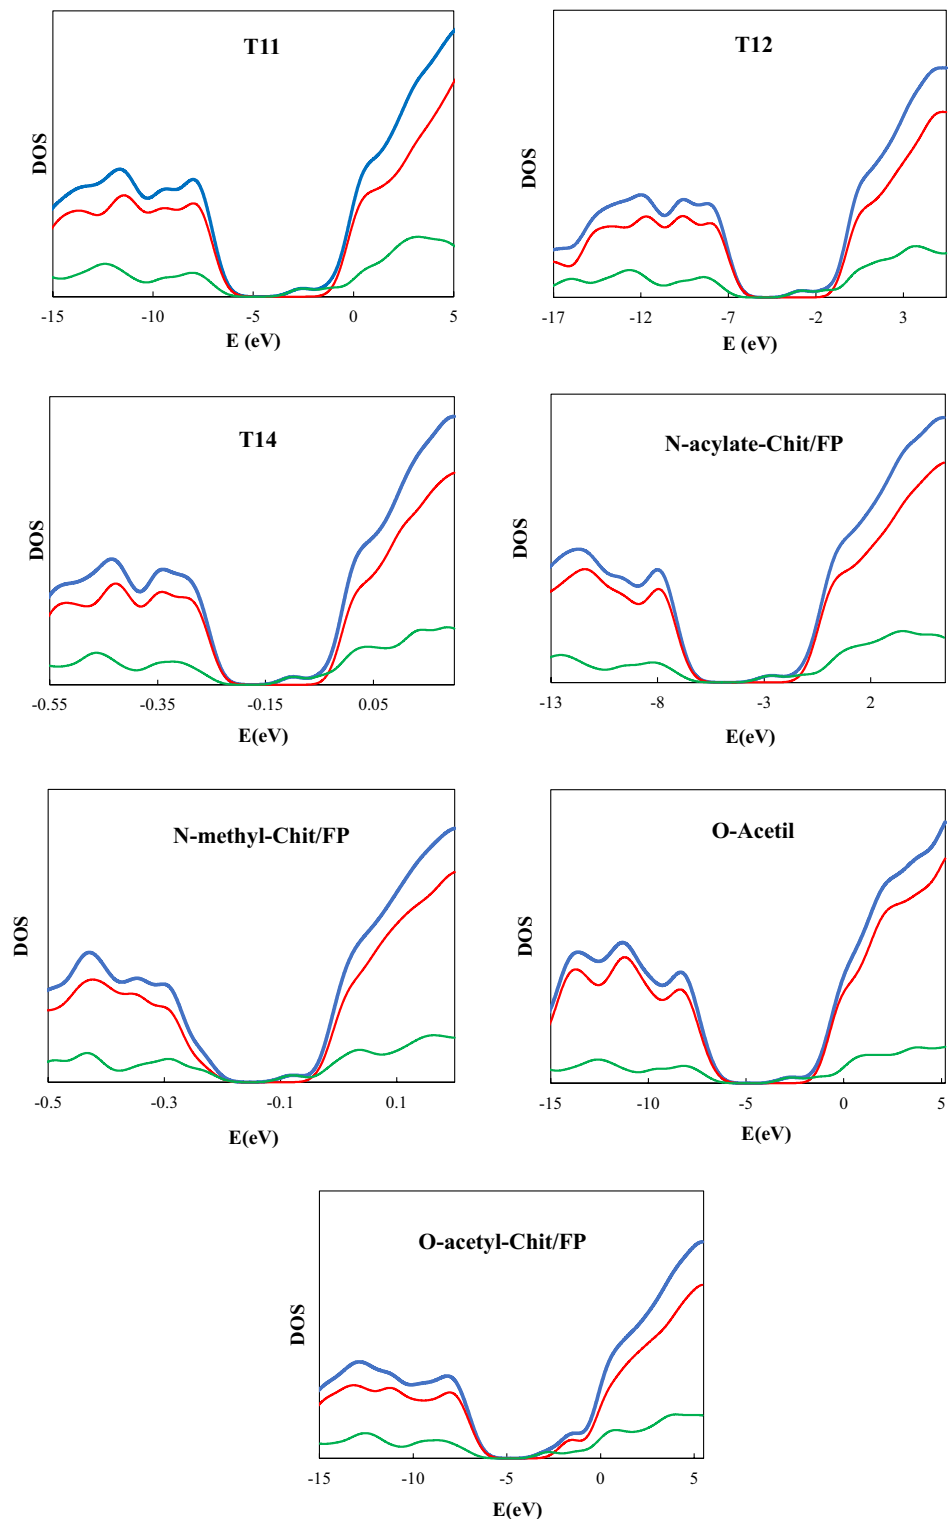 T11
DOS
-15 -10 -5 0 5
E (eV)
T12
DOS
-17 -12 -7 -2 3
E (eV)
T14
DOS
-0.55 -0.35 -0.15 0.05
E(eV)
N-acylate-Chit/FP
DOS
-13 -8 -3 2
E(eV)
N-methyl-Chit/FP
DOS
-0.5 -0.3 -0.1 0.1
E(eV)
O-Acetil
DOS
-15 -10 -5 0 5
E(eV)
O-acetyl-Chit/FP
DOS
-15 -10 -5 0 5
E(eV)